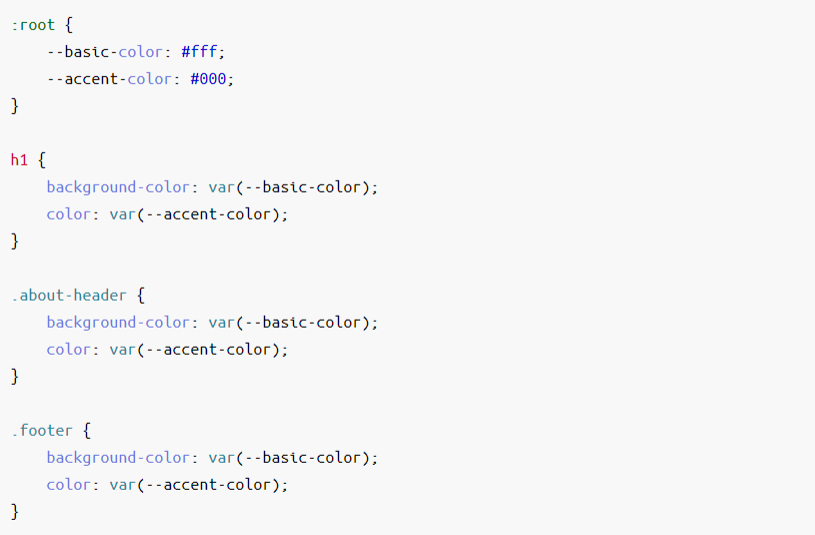 :root {
    --basic-color: #fff;
    --accent-color: #000;
}

h1 {
    background-color: var(--basic-color);
    color: var(--accent-color);
}

.about-header {
    background-color: var(--basic-color);
    color: var(--accent-color);
}

.footer {
    background-color: var(--basic-color);
    color: var(--accent-color);
}